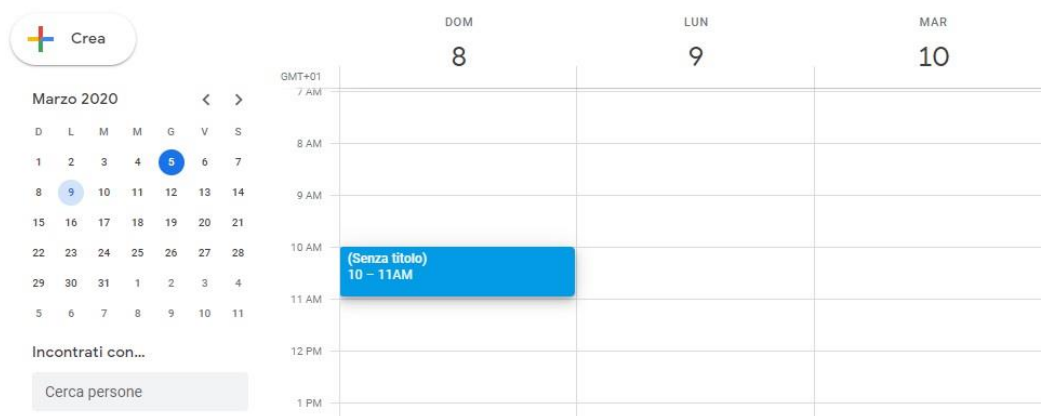 Crea
Marzo 2020
D L M M G V S
1 2 3 4 5 6 7
8 9 10 11 12 13 14
15 16 17 18 19 20 21
22 23 24 25 26 27 28
29 30 31 1 2 3 4
5 6 7 8 9 10 11
Incontrati con...
Cerca persone
DOM LUN MAR
8 9 10
GMT+01
7 AM
8 AM
9 AM
10 AM
(Senza titolo)
10 – 11AM
11 AM
12 PM
1 PM